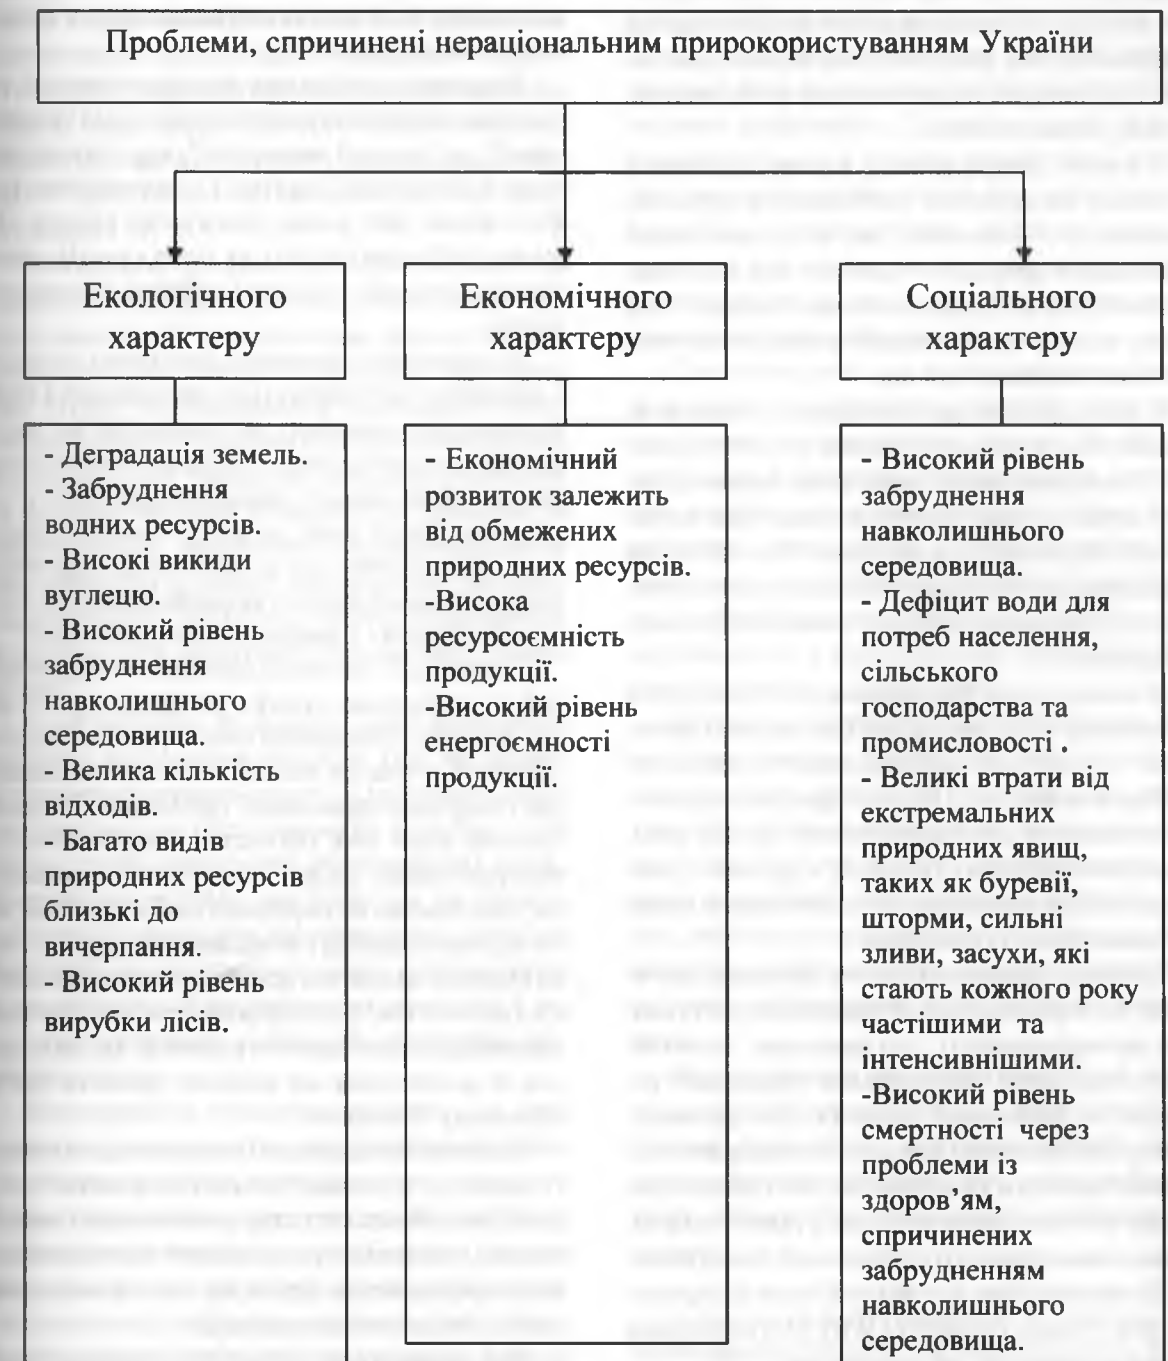 Проблеми, спричинені нераціональним прирокористуванням України
Екологічного
характеру
Економічного
характеру
Соціального
характеру
- Деградація земель.
- Забруднення
водних ресурсів.
- Високі викиди
вуглецю.
- Високий рівень
забруднення
навколишнього
середовища.
- Велика кількість
відходів.
- Багато видів
природних ресурсів
близькі до
вичерпання.
- Високий рівень
вирубки лісів.
- Економічний
розвиток залежить
від обмежених
природних ресурсів.
-Висока
ресурсоємність
продукції.
-Високий рівень
енергоємності
продукції.
- Високий рівень
забруднення
навколишнього
середовища.
- Дефіцит води для
потреб населення,
сільського
господарства та
промисловості .
- Великі втрати від
екстремальних
природних явищ,
таких як буревії,
шторми, сильні
зливи, засухи, які
стають кожного року
частішими та
інтенсивнішими.
-Високий рівень
смертності через
проблеми із
здоров’ям,
спричинених
забрудненням
навколишнього
середовища.